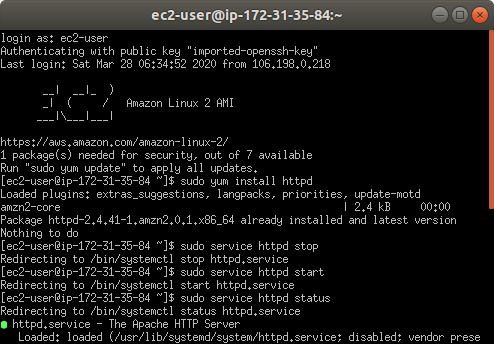 ec2-user@ip-172-31-35-84:~
login as: ec2-user
Authenticating with public key "imported-openssh-key"
Last login: Sat Mar 28 06:34:52 2020 from 106.198.0.218
__|  __|_  )
_|  (     /   Amazon Linux 2 AMI
___|\___|___|
https://aws.amazon.com/amazon-linux-2/
1 package(s) needed for security, out of 7 available
Run "sudo yum update" to apply all updates.
[ec2-user@ip-172-31-35-84 ~]$ sudo yum install httpd
Loaded plugins: extras_suggestions, langpacks, priorities, update-motd
amzn2-core                                               | 2.4 kB     00:00
Package httpd-2.4.41-1.amzn2.0.1.x86_64 already installed and latest version
Nothing to do
[ec2-user@ip-172-31-35-84 ~]$ sudo service httpd stop
Redirecting to /bin/systemctl stop httpd.service
[ec2-user@ip-172-31-35-84 ~]$ sudo service httpd start
Redirecting to /bin/systemctl start httpd.service
[ec2-user@ip-172-31-35-84 ~]$ sudo service httpd status
Redirecting to /bin/systemctl status httpd.service
● httpd.service - The Apache HTTP Server
Loaded: loaded (/usr/lib/systemd/system/httpd.service; disabled; vendor prese